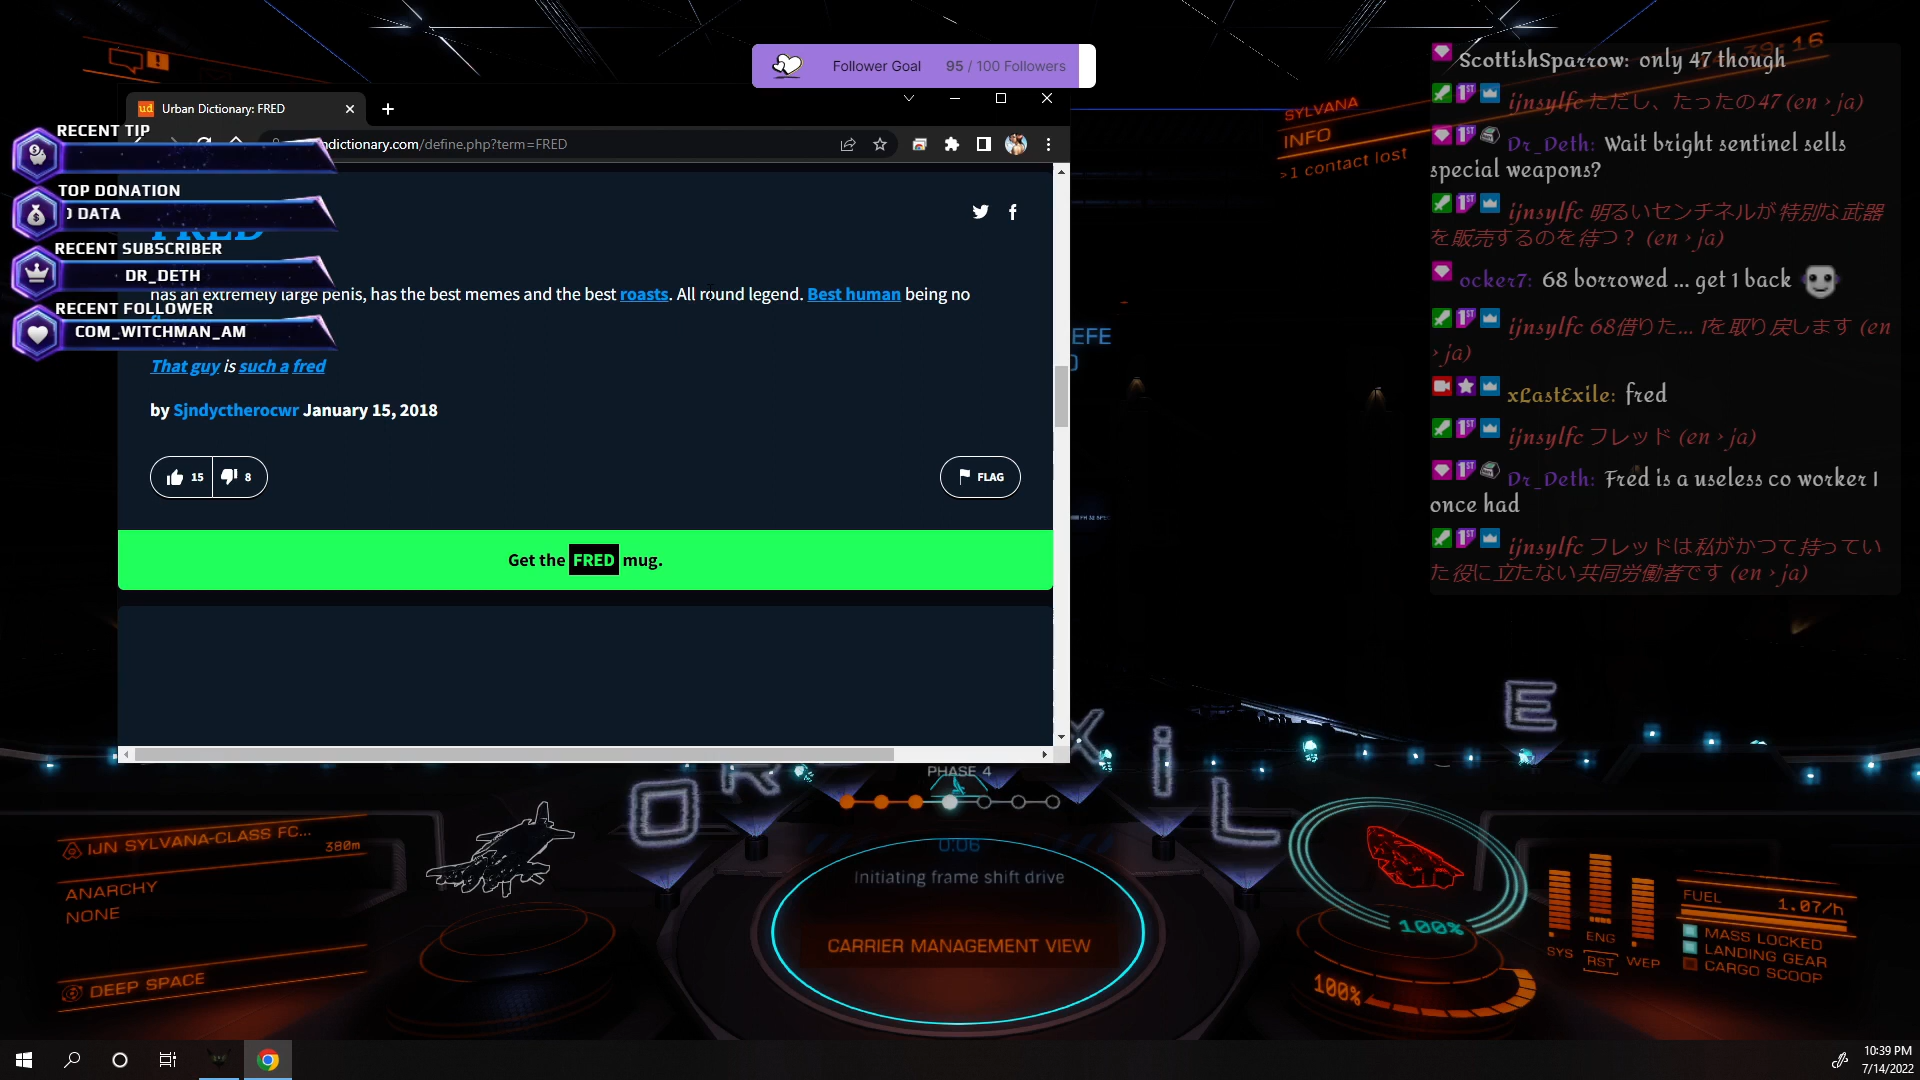 Follower Goal 95 / 100 Followers
Urban Dictionary: FRED
ndictionary.com/define.php?term=FRED
RECENT TIP
TOP DONATION
DATA
RECENT SUBSCRIBER
DR_DETH
RECENT FOLLOWER
COM_WITCHMAN_AM
FRED
has an extremely large penis, has the best memes and the best roasts. All round legend. Best human being no
That guy is such a fred
by Sjndyctherocwr January 15, 2018
15 8
FLAG
Get the FRED mug.
SYLVANA
INFO
>1 contact lost
ScottishSparrow: only 47 though
ijnsylfc ただし、たったの47 (en > ja)
Dr_Deth: Wait bright sentinel sells
special weapons?
ijnsylfc 明るいセンチネルが特別な武器
を販売するのを待つ？ (en > ja)
ocker7: 68 borrowed ... get 1 back
ijnsylfc 68借りた... 1を取り戻します (en
> ja)
xLastExile: fred
ijnsylfc フレッド (en > ja)
Dr_Deth: Fred is a useless co worker I
once had
ijnsylfc フレッドは私がかつて持ってい
た役に立たない共同労働者です (en > ja)
PHASE 4
0:06
Initiating frame shift drive
CARRIER MANAGEMENT VIEW
IJN SYLVANA-CLASS FC...
380m
ANARCHY
NONE
DEEP SPACE
100%
100%
SYS ENG WEP
RST
FUEL 1.07/h
MASS LOCKED
LANDING GEAR
CARGO SCOOP
10:39 PM
7/14/2022